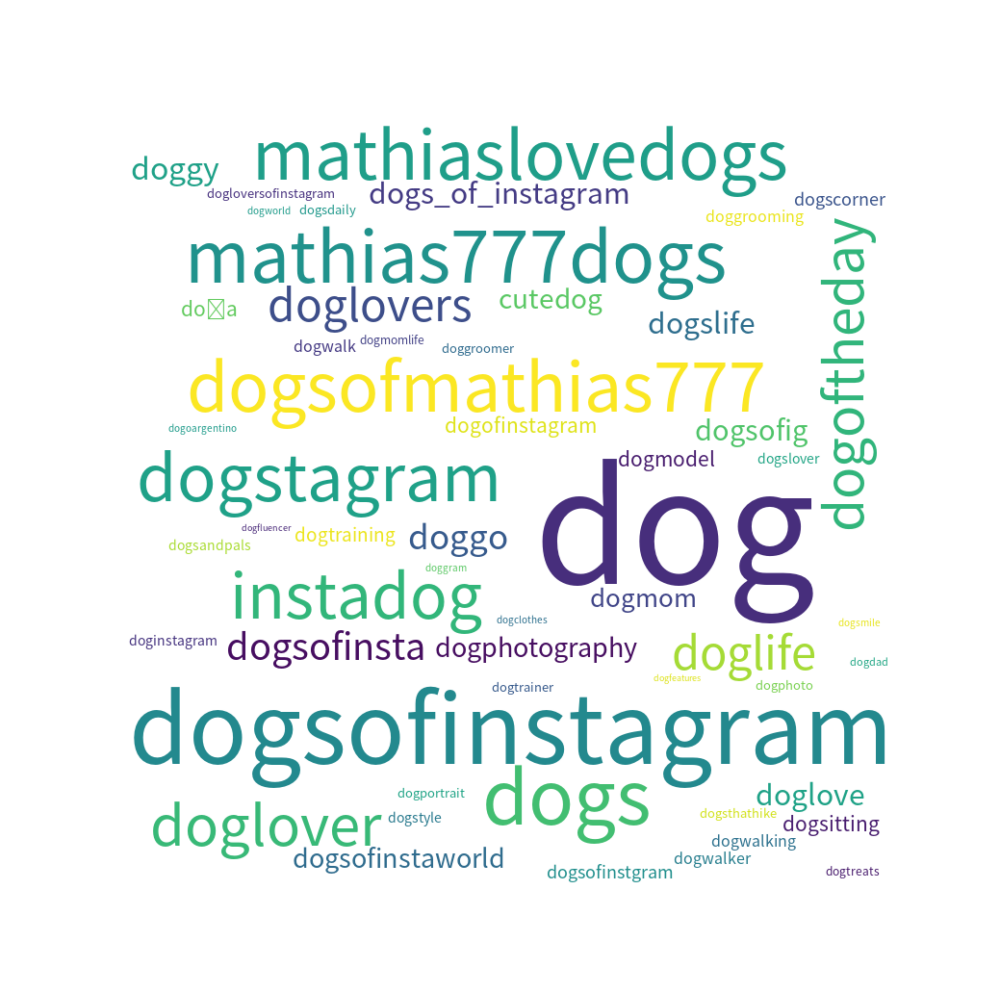 mathiaslovedogs
doggy
dogloversofinstagram
dogs_of_instagram
dogscorner
dogworld
dogsdaily
doggrooming
mathias777dogs
dogoftheday
do□a
doglovers
cutedog
dogslife
dogwalk
dogmomlife
doggroomer
dogsofmathias777
dogoargentino
dogofinstagram
dogsofig
dogstagram
dogmodel
dogslover
dog
dogfluencer
dogsandpals
dogtraining
doggo
doggram
instadog
dogmom
dogclothes
dogsmile
doginstagram
dogsofinsta
dogphotography
doglife
dogdad
dogfeatures
dogtrainer
dogphoto
dogsofinstagram
dogs
dogportrait
doglove
doglover
dogstyle
dogsthathike
dogsitting
dogwalking
dogsofinstaworld
dogwalker
dogsofinstgram
dogtreats